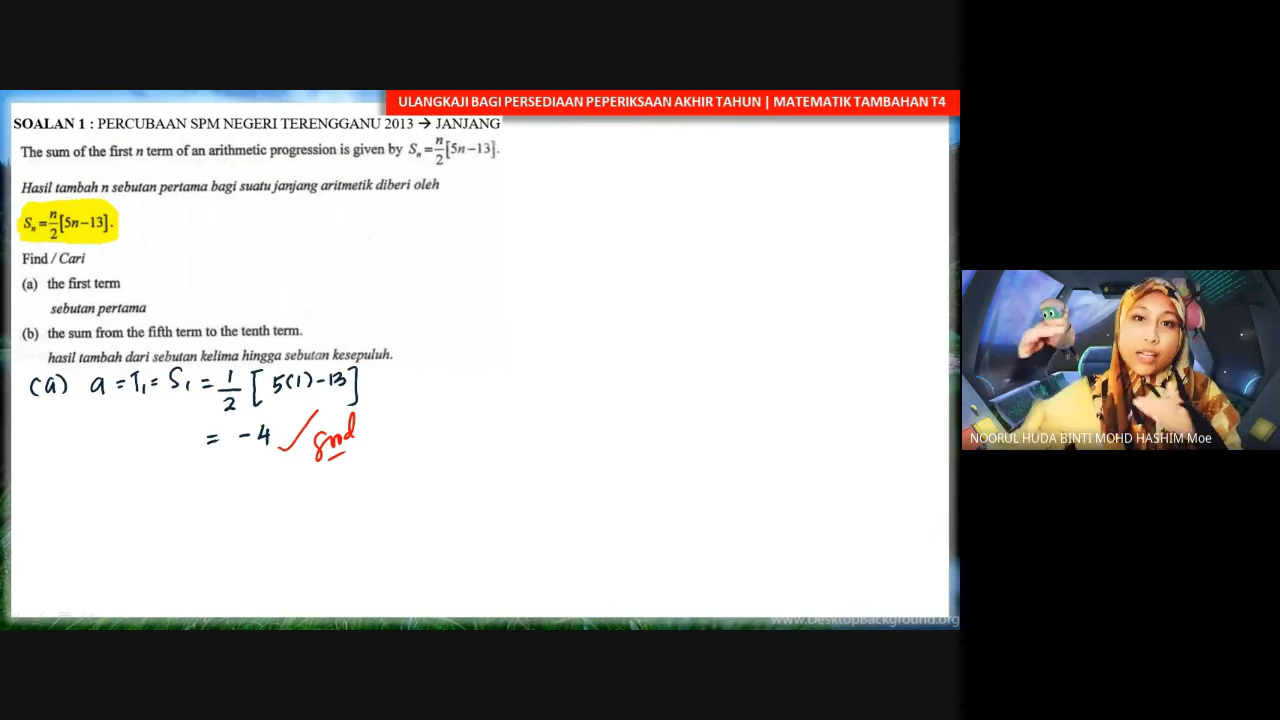 ULANGKAJI BAGI PERSEDIAAN PEPERIKSAAN AKHIR TAHUN | MATEMATIK TAMBAHAN T4
SOALAN 1 : PERCUBAAN SPM NEGERI TERENGGANU 2013 → JANJANG
The sum of the first n term of an arithmetic progression is given by Sₙ = n/2 [5n−13].
Hasil tambah n sebutan pertama bagi suatu janjang aritmetik diberi oleh
Sₙ = n/2 [5n−13].
Find / Cari
(a) the first term
sebutan pertama
(b) the sum from the fifth term to the tenth term.
hasil tambah dari sebutan kelima hingga sebutan kesepuluh.
(a) a = T₁ = S₁ = 1/2 [5(1)−13]
= −4 ✓
NOORUL HUDA BINTI MOHD HASHIM Moe
www.DesktopBackground.org